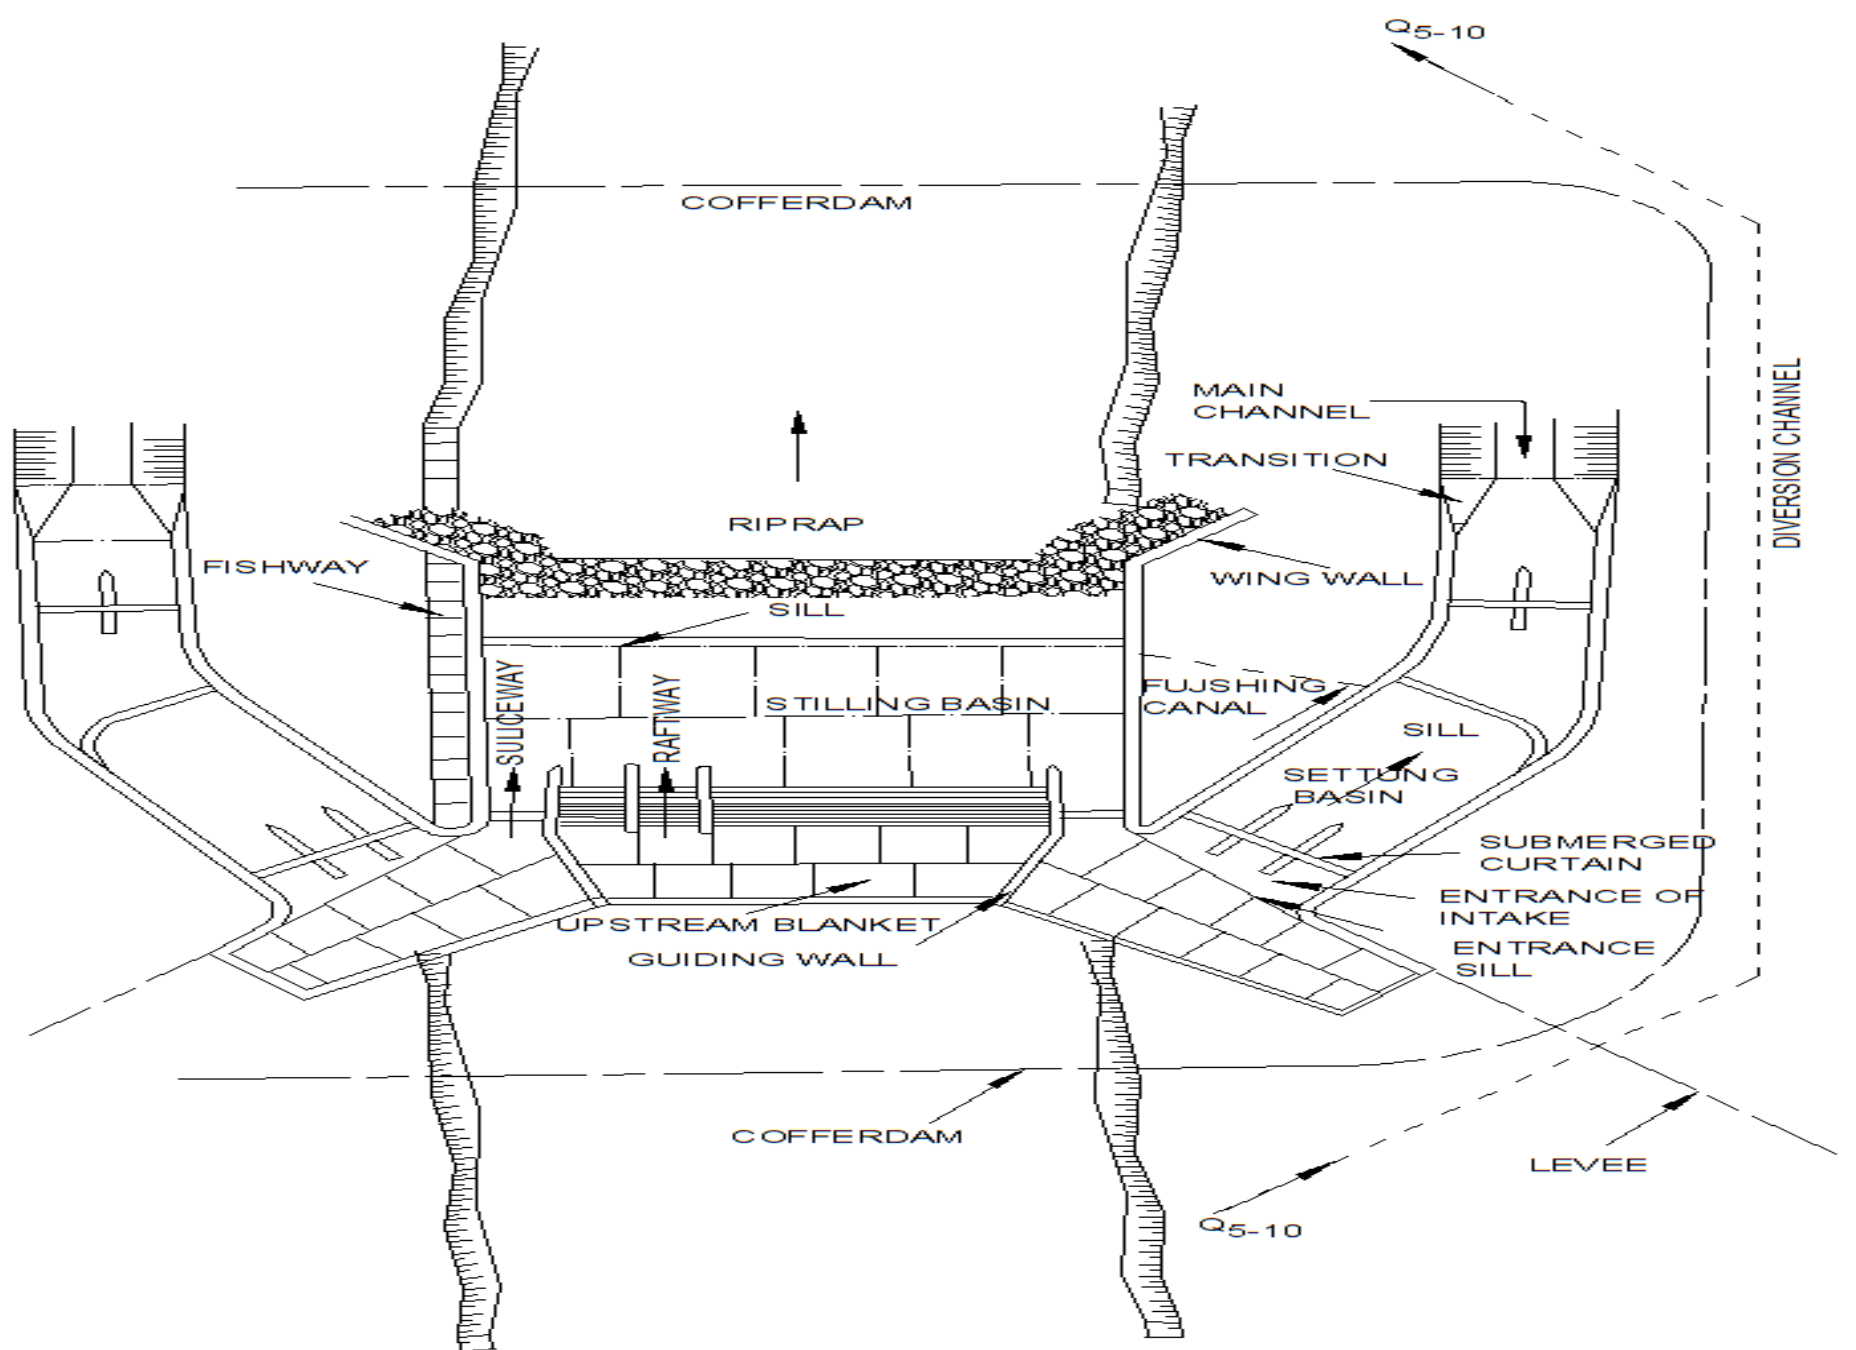 Q5-10
COFFERDAM
MAIN
CHANNEL
TRANSITION
DIVERSION CHANNEL
RIPRAP
FISHWAY
WING WALL
SILL
SULICEWAY
RAFTWAY
STILLING BASIN
FUJSHING
CANAL
SILL
SETTUNG
BASIN
SUBMERGED
CURTAIN
ENTRANCE OF
INTAKE
UPSTREAM BLANKET
GUIDING WALL
ENTRANCE
SILL
COFFERDAM
LEVEE
Q5-10